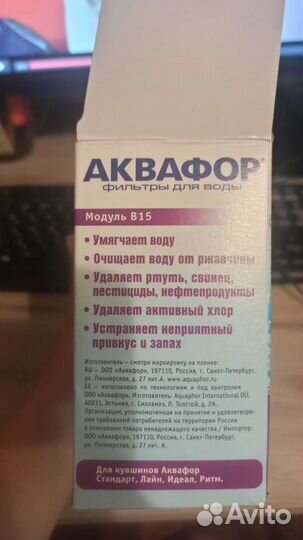 АКВАФОР®
ФИЛЬТРЫ ДЛЯ ВОДЫ
Модуль В15
• Умягчает воду
• Очищает воду от ржавчины
• Удаляет ртуть, свинец,
пестициды, нефтепродукты
• Удаляет активный хлор
• Устраняет неприятный
привкус и запах
Изготовитель – смотри маркировку на пленке:
RU – ООО «Аквафор», 197110, Россия, г. Санкт-Петербург,
ул. Пионерская, д. 27 лит.А. www.aquaphor.ru
EE – изготовлено по технологии и под контролем
ООО «Аквафор». Изготовитель: Aquaphor International OU,
40231, Эстония, г. Силламяэ, Л. Толстой, д. 2А.
Организация, уполномоченная на принятие и удовлетворе-
ние требований потребителей на территории России
в отношении товара ненадлежащего качества / Импортер:
ООО «Аквафор», 197110, Россия, г. Санкт-Петербург,
ул. Пионерская, д. 27 лит. А.
Для кувшинов Аквафор
Стандарт, Лайн, Идеал, Ритм.
Avito